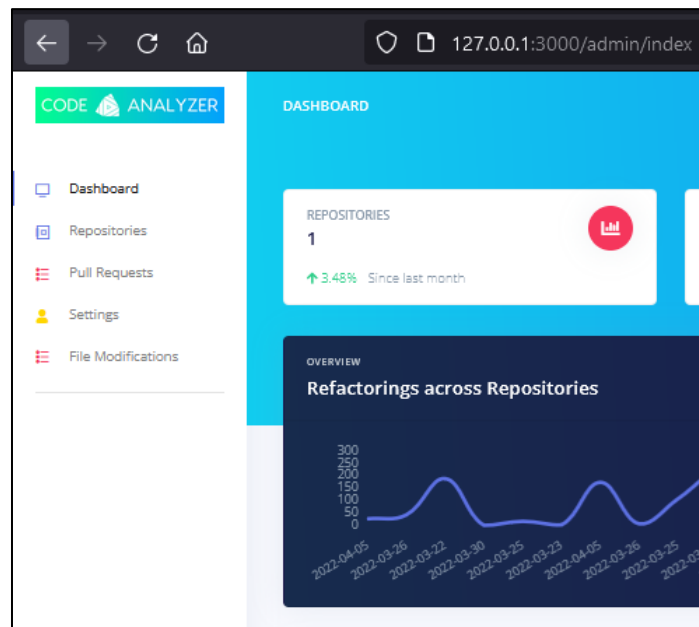 127.0.0.1:3000/admin/index
CODE ANALYZER
DASHBOARD
Dashboard
Repositories
Pull Requests
Settings
File Modifications
REPOSITORIES
1
3.48% Since last month
OVERVIEW
Refactorings across Repositories
300
250
200
150
100
50
0
2022-04-05
2022-03-26
2022-03-22
2022-03-30
2022-03-25
2022-03-23
2022-04-05
2022-03-26
2022-03-25